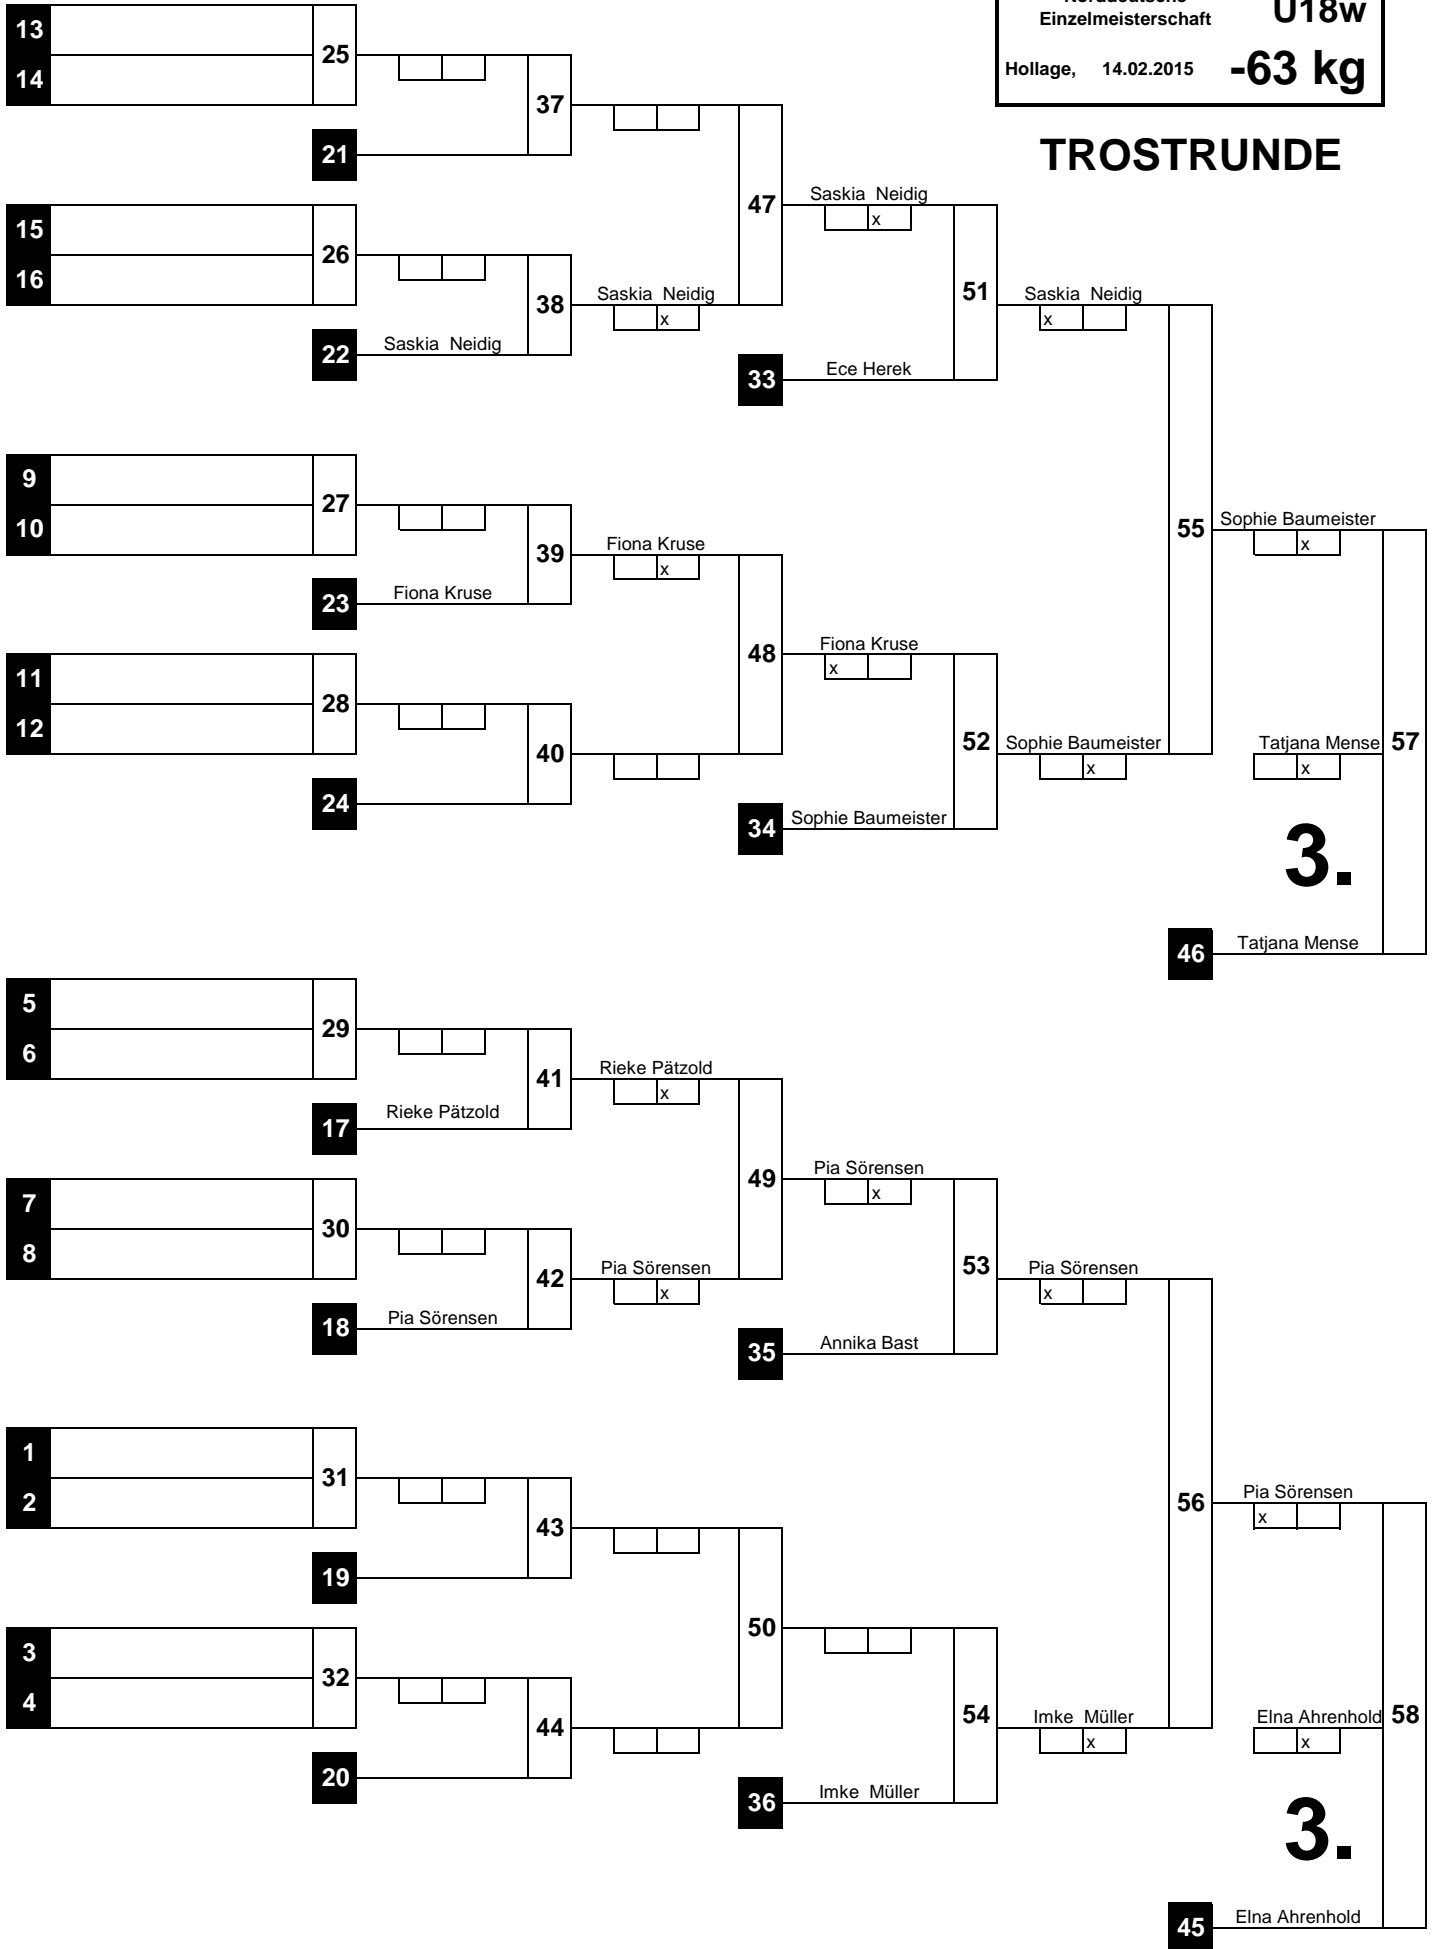 Norddeutsche
Einzelmeisterschaft
U18w
Hollage, 14.02.2015 -63 kg
TROSTRUNDE
13
14
25
37
21
47
Saskia Neidig
x
15
16
26
38
Saskia Neidig
x
51
Saskia Neidig
x
22
Saskia Neidig
33
Ece Herek
9
10
27
39
Fiona Kruse
x
55
Sophie Baumeister
x
23
Fiona Kruse
48
Fiona Kruse
x
11
12
28
40
52
Sophie Baumeister
x
Tatjana Mense
x
57
24
34
Sophie Baumeister
3.
46
Tatjana Mense
5
6
29
41
Rieke Pätzold
x
17
Rieke Pätzold
49
Pia Sörensen
x
7
8
30
42
Pia Sörensen
x
53
Pia Sörensen
x
18
Pia Sörensen
35
Annika Bast
1
2
31
43
56
Pia Sörensen
x
19
50
3
4
32
44
54
Imke Müller
x
Elna Ahrenhold
x
58
20
36
Imke Müller
3.
45
Elna Ahrenhold